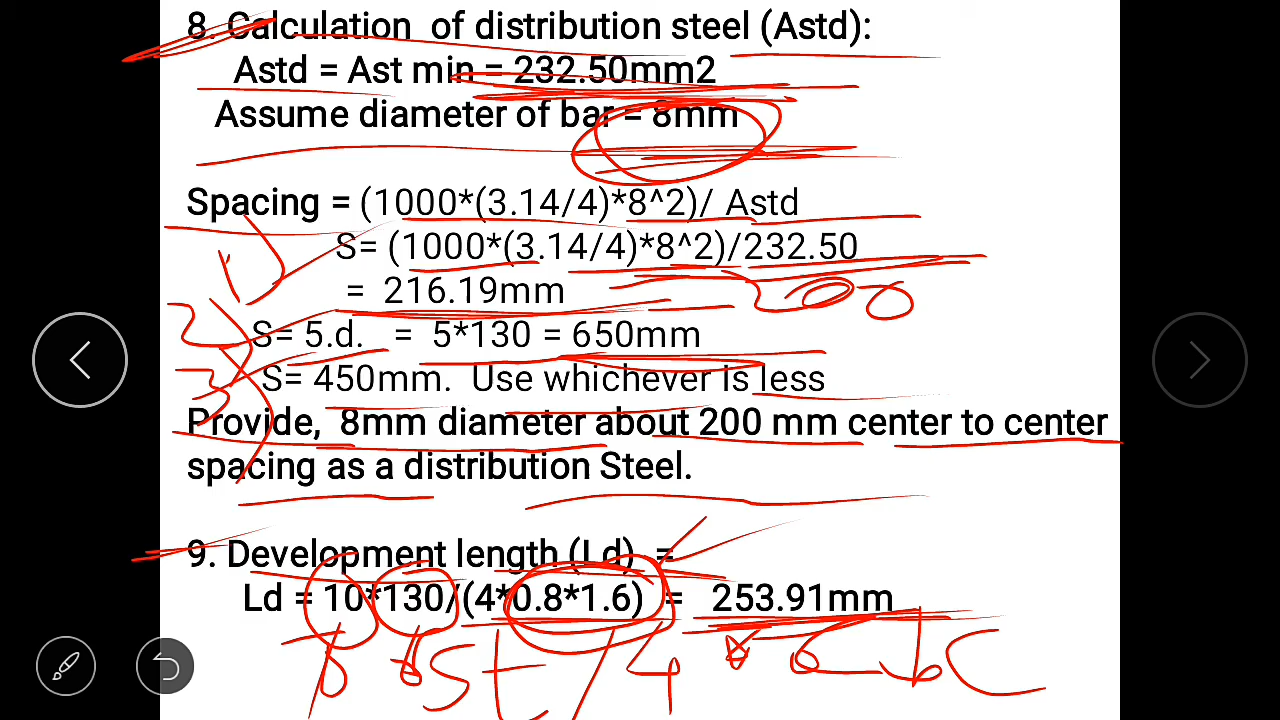 8. Calculation of distribution steel (Astd):
Astd = Ast min = 232.50mm2
Assume diameter of bar = 8mm
Spacing = (1000*(3.14/4)*8^2)/ Astd
1) S= (1000*(3.14/4)*8^2)/232.50
= 216.19mm 200
2) S= 5.d. = 5*130 = 650mm
3) S= 450mm. Use whichever is less
Provide, 8mm diameter about 200 mm center to center
spacing as a distribution Steel.
9. Development length (Ld) =
Ld = 10*130/(4*0.8*1.6) = 253.91mm